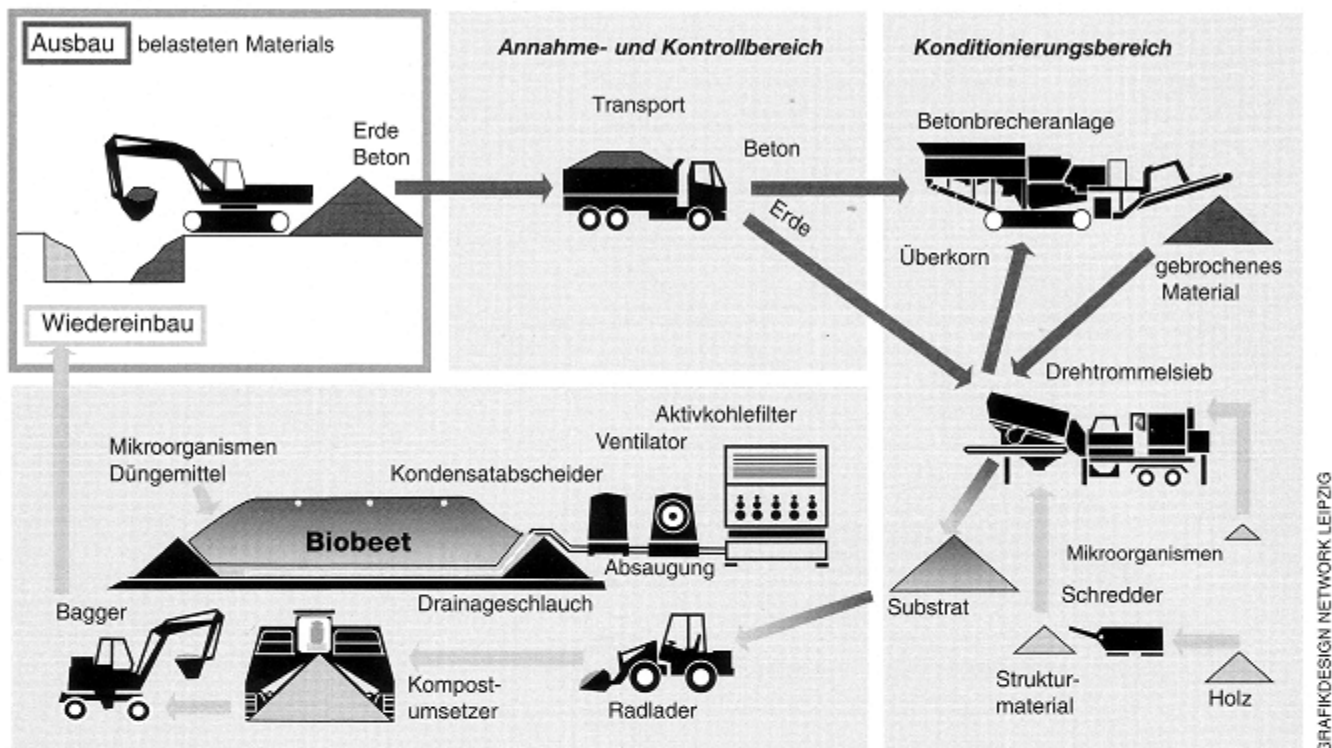 Ausbau belasteten Materials
Erde
Beton
Wiedereinbau
Annahme- und Kontrollbereich
Transport
Beton
Erde
Konditionierungsbereich
Betonbrecheranlage
Überkorn
gebrochenes
Material
Drehtrommelsieb
Mikroorganismen
Schredder
Substrat
Struktur-
material
Holz
Mikroorganismen
Düngemittel
Kondensatabscheider
Ventilator
Aktivkohlefilter
Biobeet
Absaugung
Drainageschlauch
Bagger
Kompost-
umsetzer
Radlader
GRAFIKDESIGN NETWORK LEIPZIG